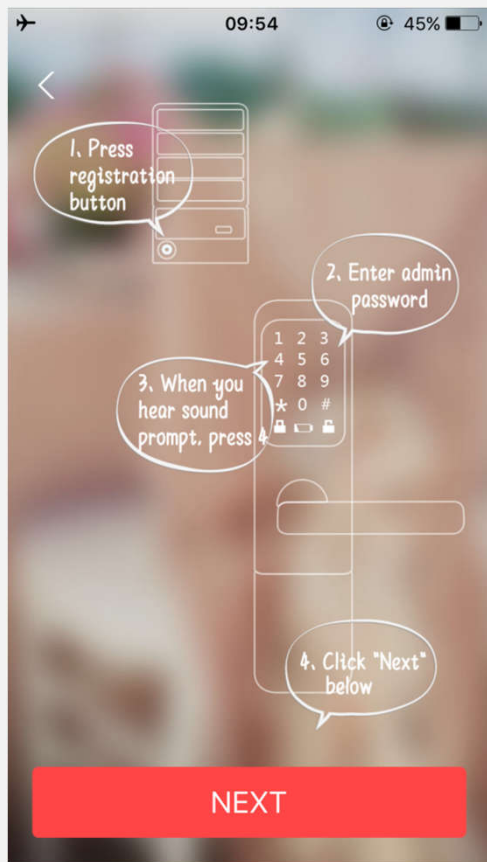 09:54
45%
1. Press
registration
button
2. Enter admin
password
1 2 3
4 5 6
7 8 9
* 0 #
3. When you
hear sound
prompt, press 4
4. Click "Next"
below
NEXT